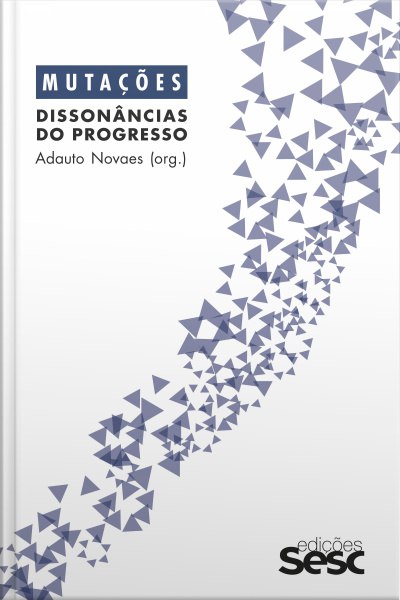 MUTAÇÕES
DISSONÂNCIAS
DO PROGRESSO
Adauto Novaes (org.)
edições
Sesc